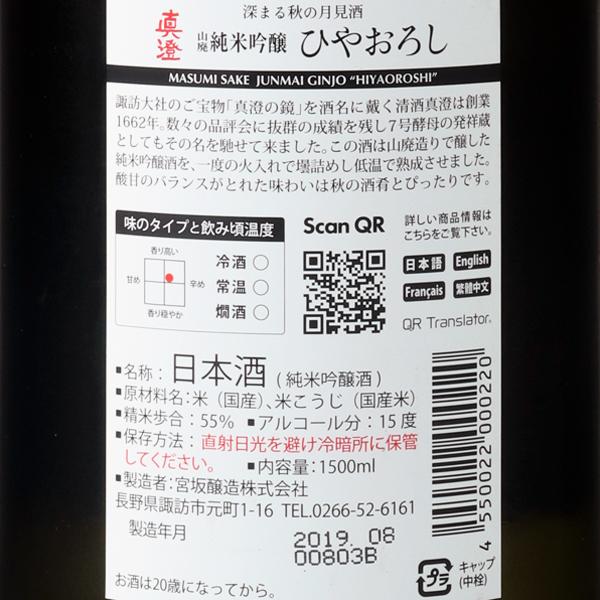 深まる秋の月見酒
真澄
山廃 純米吟醸 ひやおろし
MASUMI SAKE JUNMAI GINJO "HIYAOROSHI"
諏訪大社のご宝物「真澄の鏡」を酒名に戴く清酒真澄は創業
1662年。数々の品評会に抜群の成績を残し7号酵母の発祥蔵
としてもその名を馳せて来ました。この酒は山廃造りで醸した
純米吟醸酒を、一度の火入れで壜詰めし低温で熟成させました。
酸甘のバランスがとれた味わいは秋の酒肴とぴったりです。
味のタイプと飲み頃温度
香り高い
甘め
辛め
香り穏やか
冷酒 ○
常温 ○
燗酒 ○
Scan QR
詳しい商品情報は
こちらをご覧下さい。
日本語 English
Français 繁體中文
QR Translator®
■名称: 日本酒 (純米吟醸酒)
■原材料名:米(国産)、米こうじ(国産米)
■精米歩合:55% ■アルコール分:15度
■保存方法:直射日光を避け冷暗所に保管
してください。 ■内容量:1500ml
■製造者:宮坂醸造株式会社
長野県諏訪市元町1-16 TEL.0266-52-6161
製造年月
2019. 08
00803B
お酒は20歳になってから。
4 550022 000220
プラ
キャップ
(中栓)